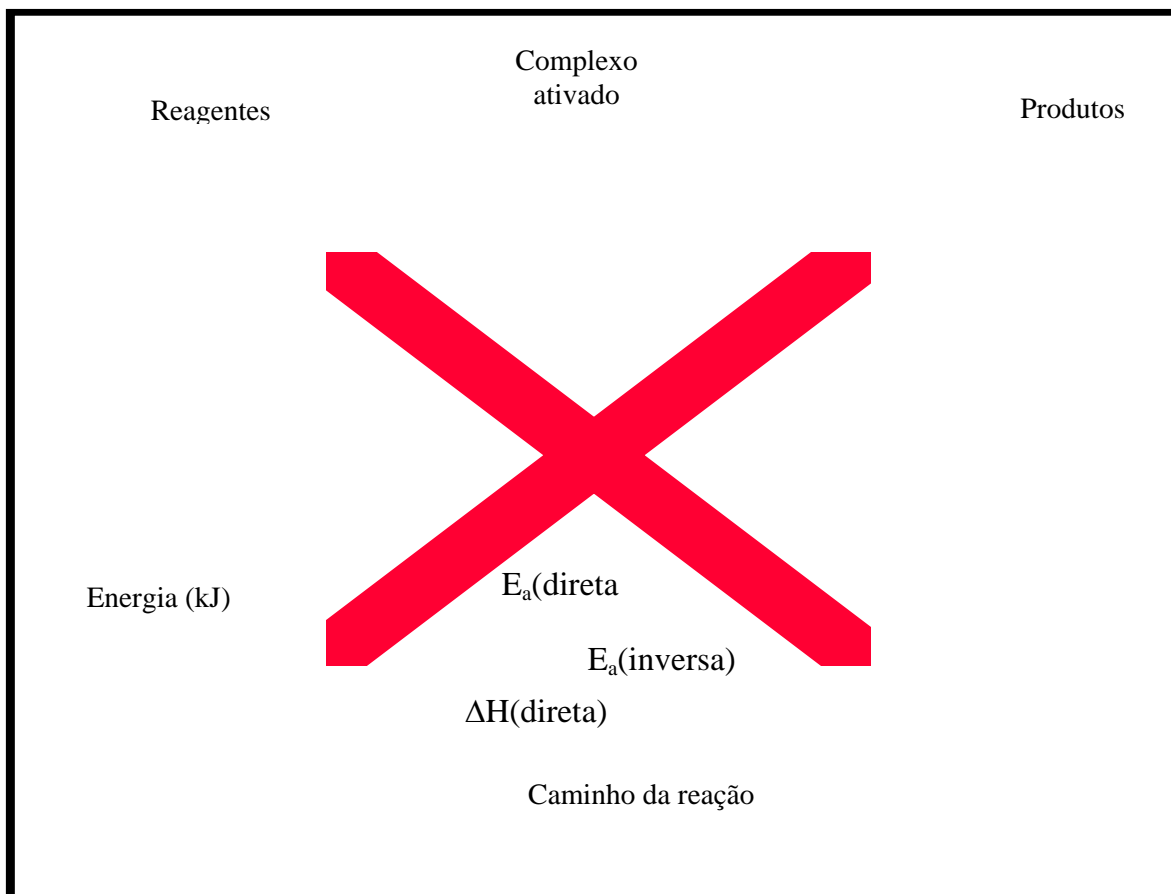 Complexo
ativado
Reagentes
Produtos
Energia (kJ)
Eₐ(direta
Eₐ(inversa)
ΔH(direta)
Caminho da reação